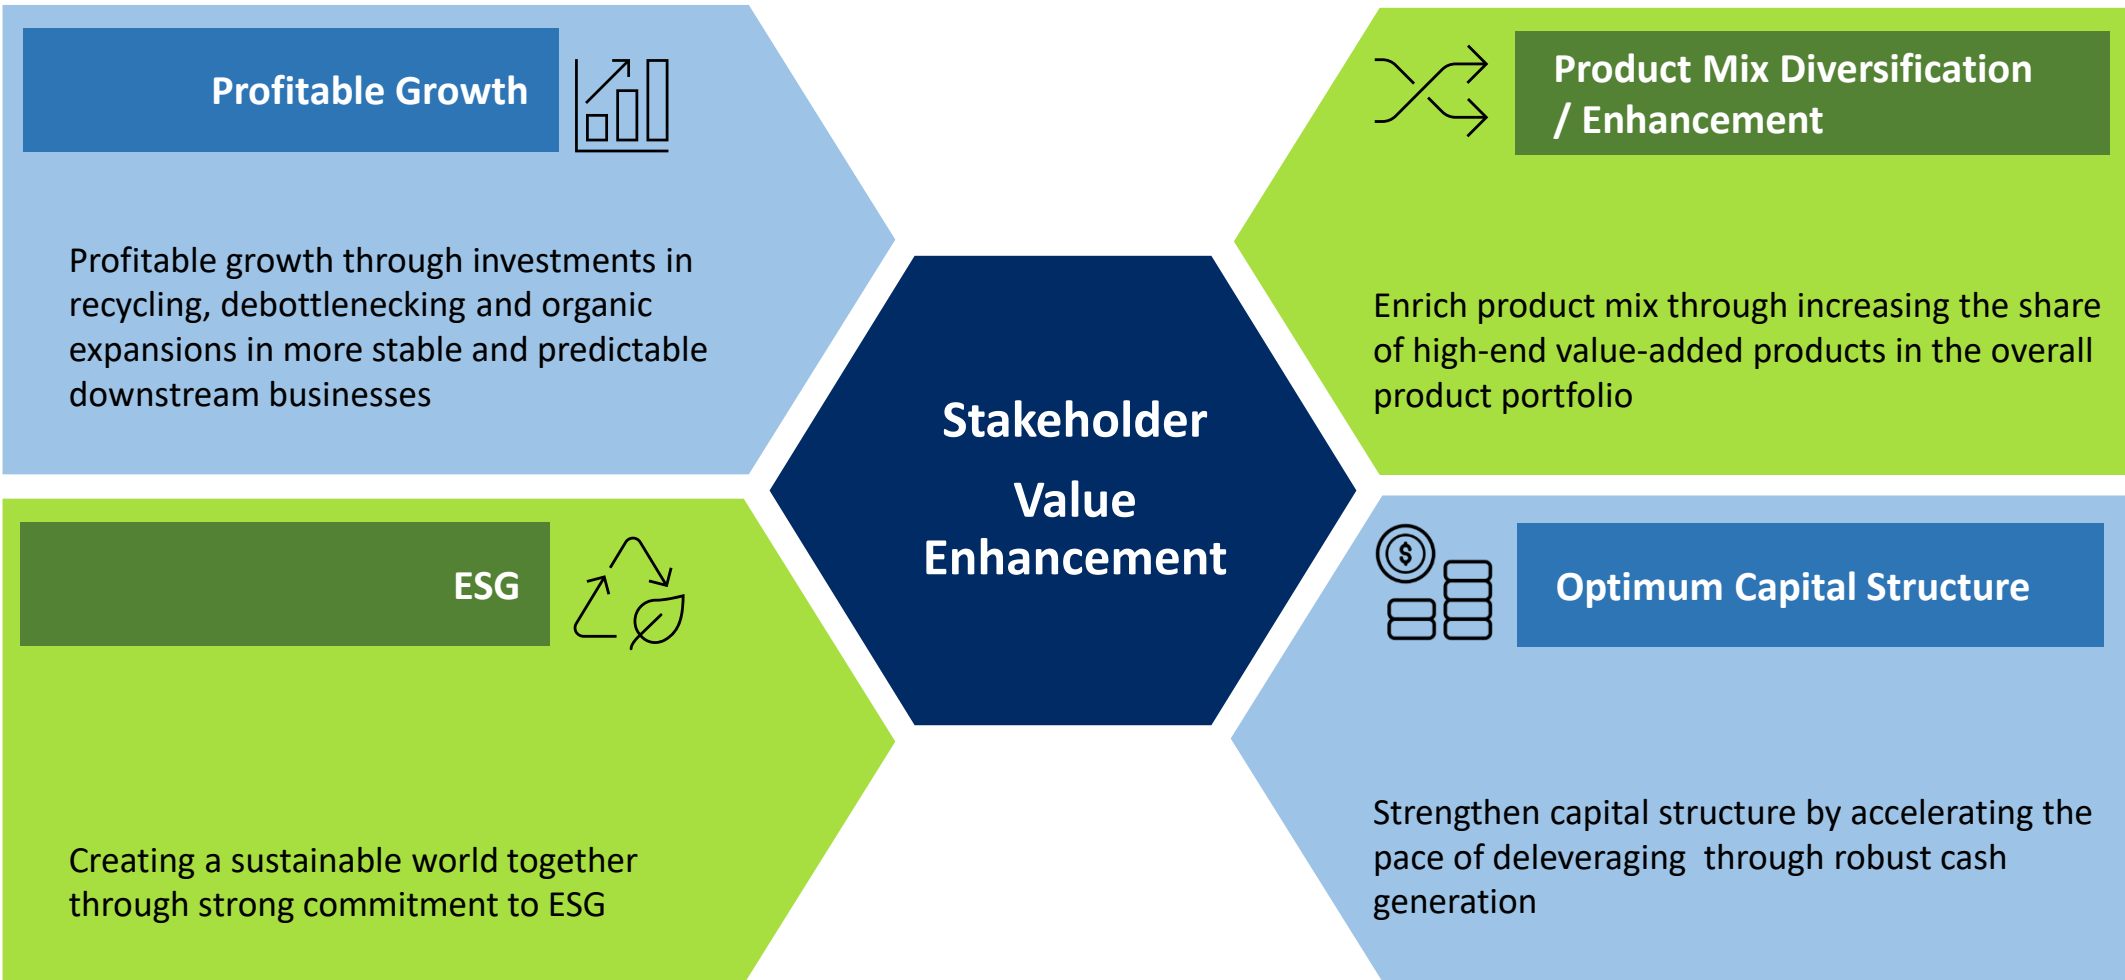 Profitable Growth
Profitable growth through investments in
recycling, debottlenecking and organic
expansions in more stable and predictable
downstream businesses
Product Mix Diversification
/ Enhancement
Enrich product mix through increasing the share
of high-end value-added products in the overall
product portfolio
Stakeholder
Value
Enhancement
ESG
Creating a sustainable world together
through strong commitment to ESG
$
Optimum Capital Structure
Strengthen capital structure by accelerating the
pace of deleveraging  through robust cash
generation